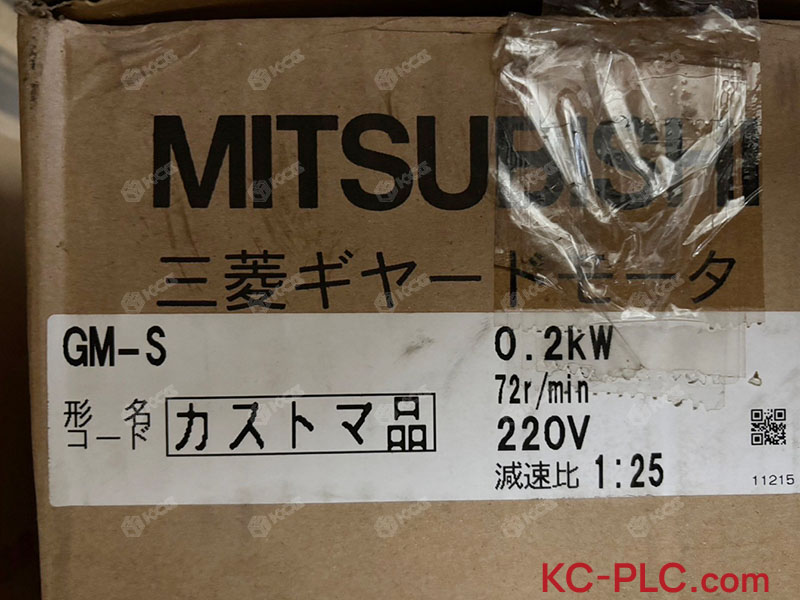 MITSUBISHI
三菱ギヤードモータ
GM-S
0.2kW
72r/min
形名
コード
カストマ品
220V
減速比 1:25
11215
KC-PLC.com